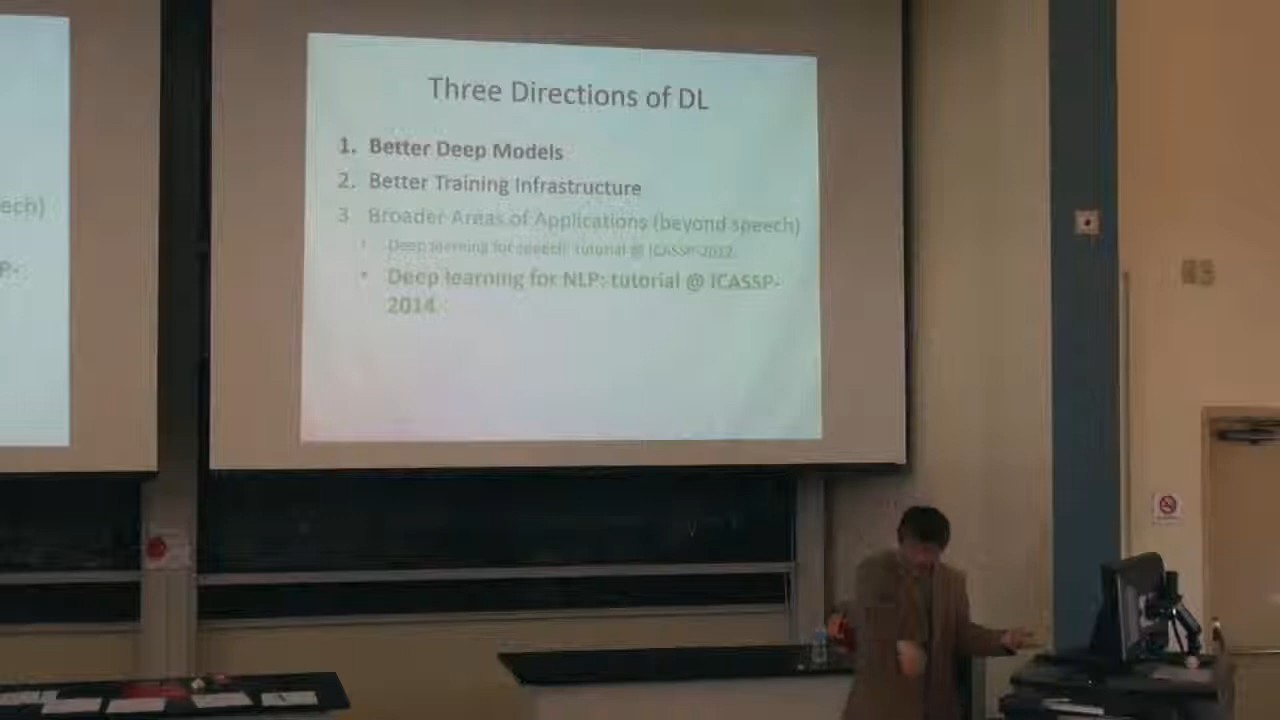 Three Directions of DL
1. Better Deep Models
2. Better Training Infrastructure
3 Broader Areas of Applications (beyond speech)
Deep learning for speech: tutorial @ ICASSP-2012
• Deep learning for NLP: tutorial @ ICASSP-
2014
ech)
P-